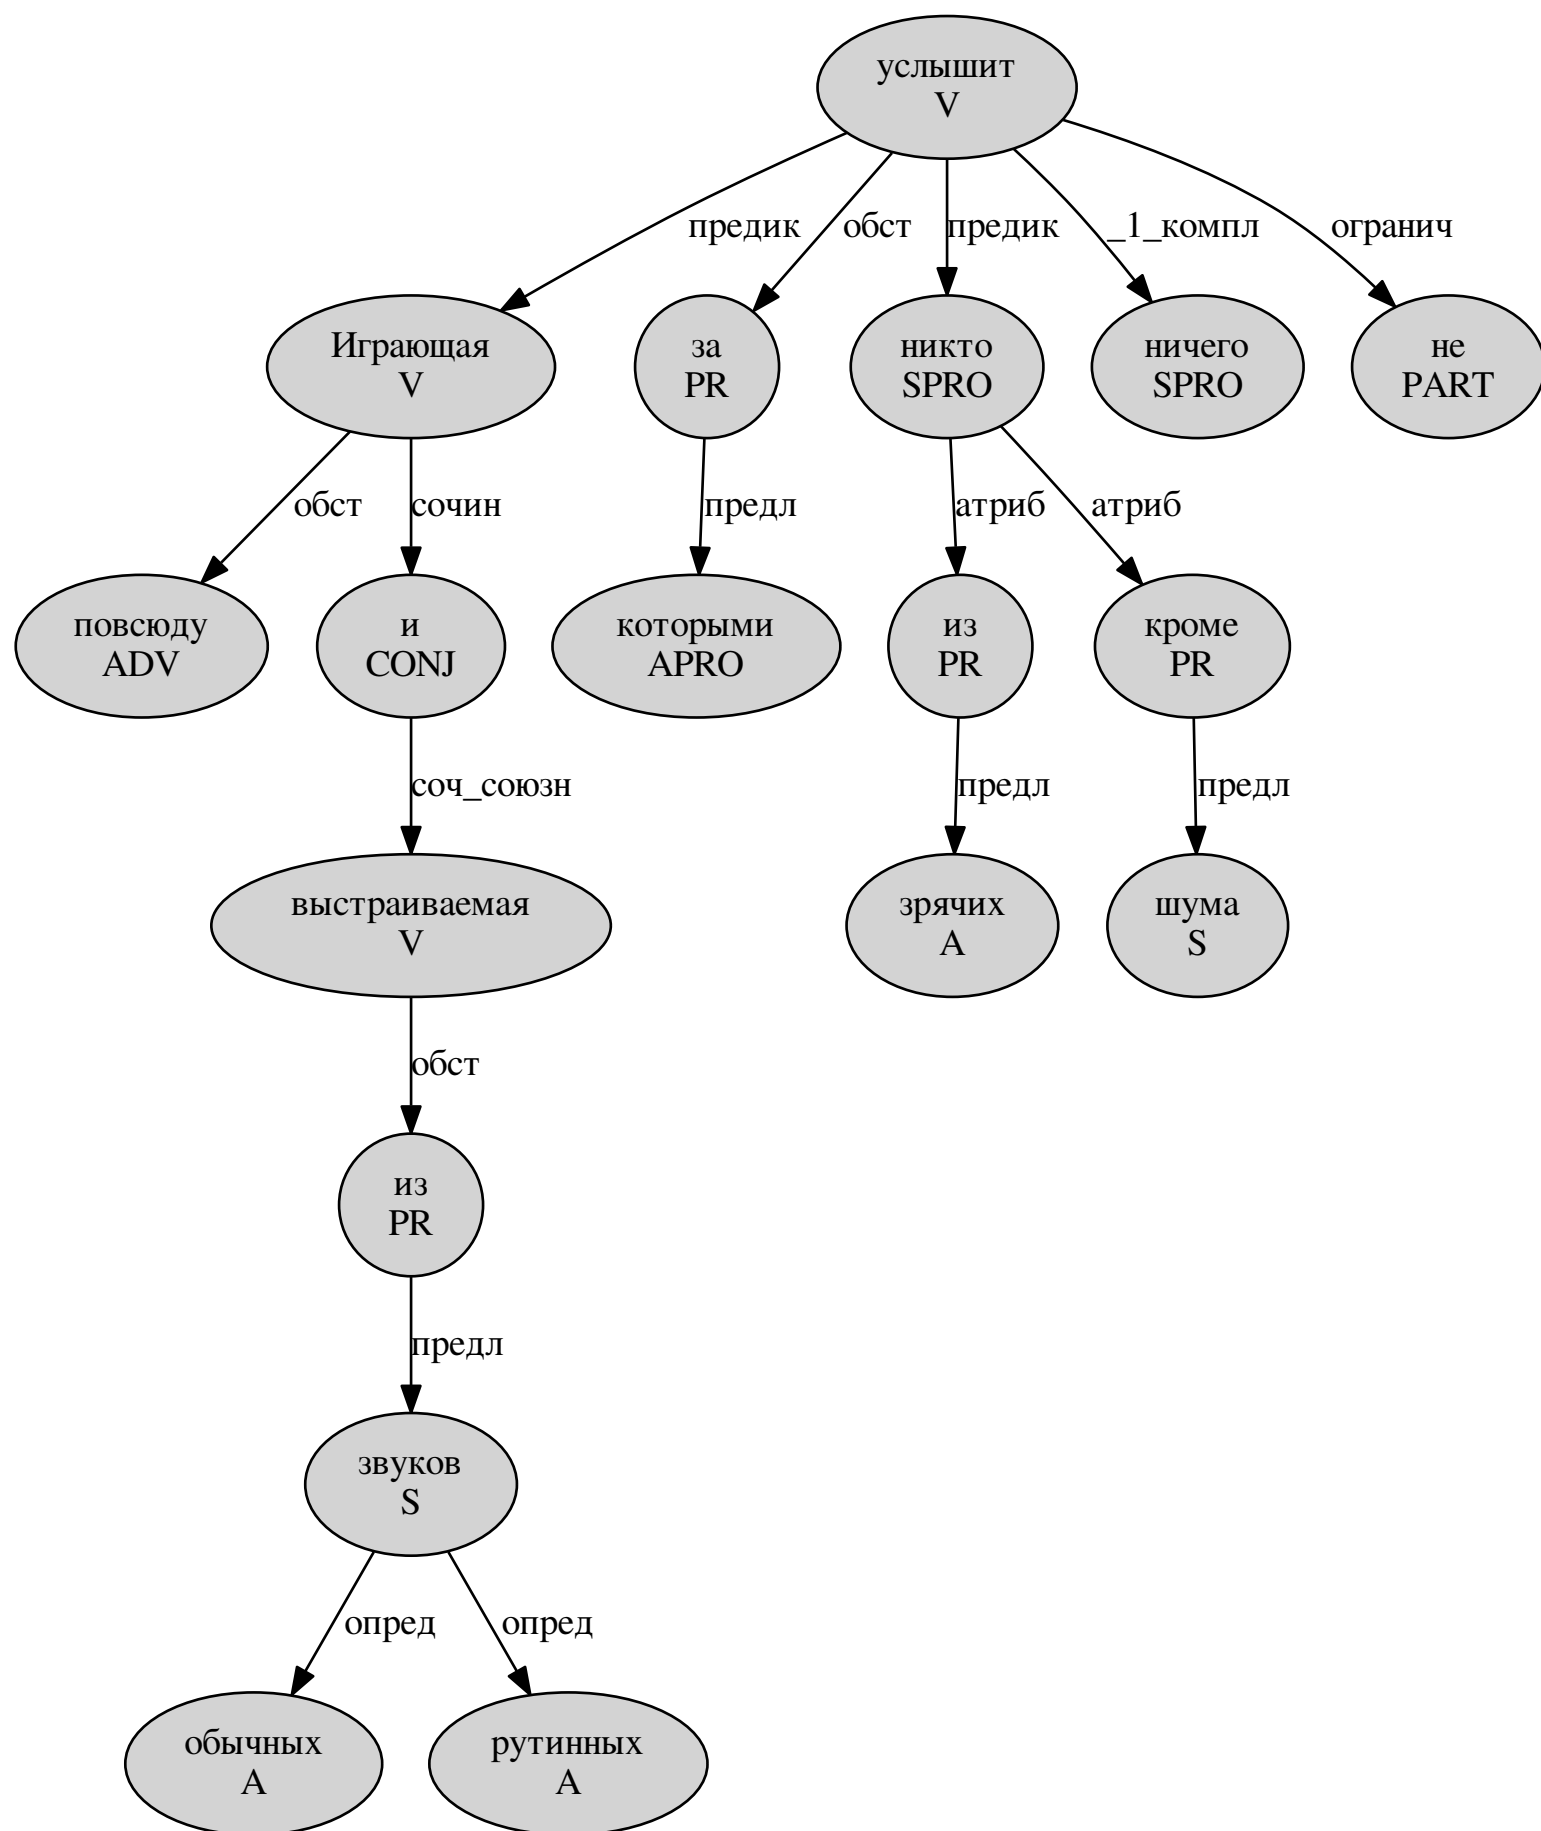 услышит
V
предик
обст
предик
_1_компл
огранич
Играющая
V
за
PR
никто
SPRO
ничего
SPRO
не
PART
обст
сочин
предл
атриб
атриб
повсюду
ADV
и
CONJ
которыми
APRO
из
PR
кроме
PR
соч_союзн
предл
предл
выстраиваемая
V
зрячих
A
шума
S
обст
из
PR
предл
звуков
S
опред
опред
обычных
A
рутинных
A